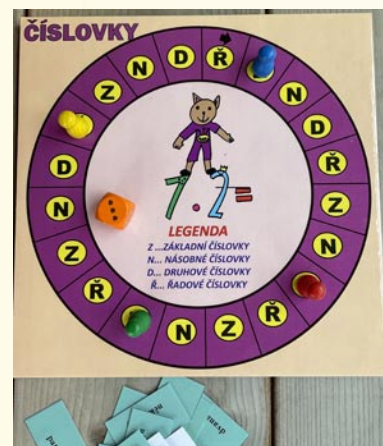 ČÍSLOVKY
Ř
N
D
Ř
Z
N
Ř
Z
N
Ř
Z
N
D
Z
N
D
7.2=
LEGENDA
Z ...ZÁKLADNÍ ČÍSLOVKY
N... NÁSOBNÉ ČÍSLOVKY
D... DRUHOVÉ ČÍSLOVKY
Ř... ŘADOVÉ ČÍSLOVKY